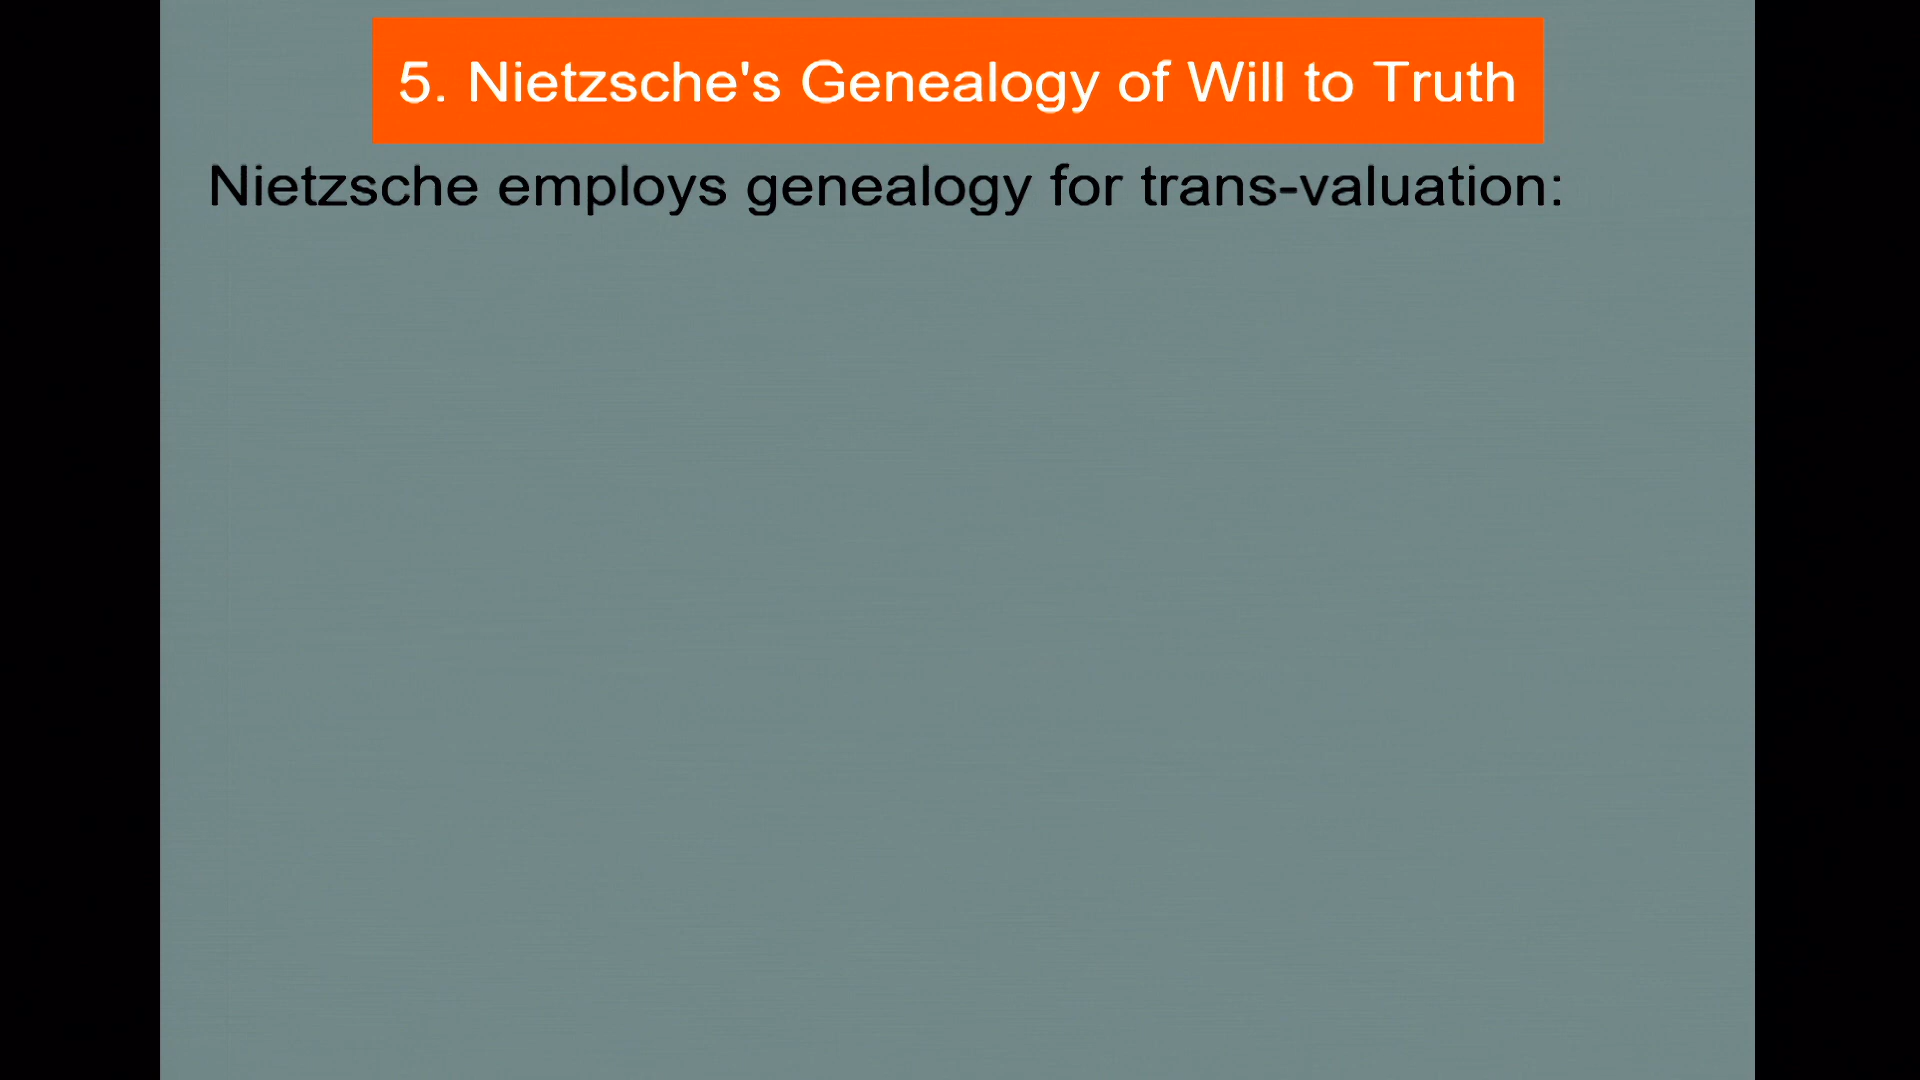 5. Nietzsche's Genealogy of Will to Truth
Nietzsche employs genealogy for trans-valuation: